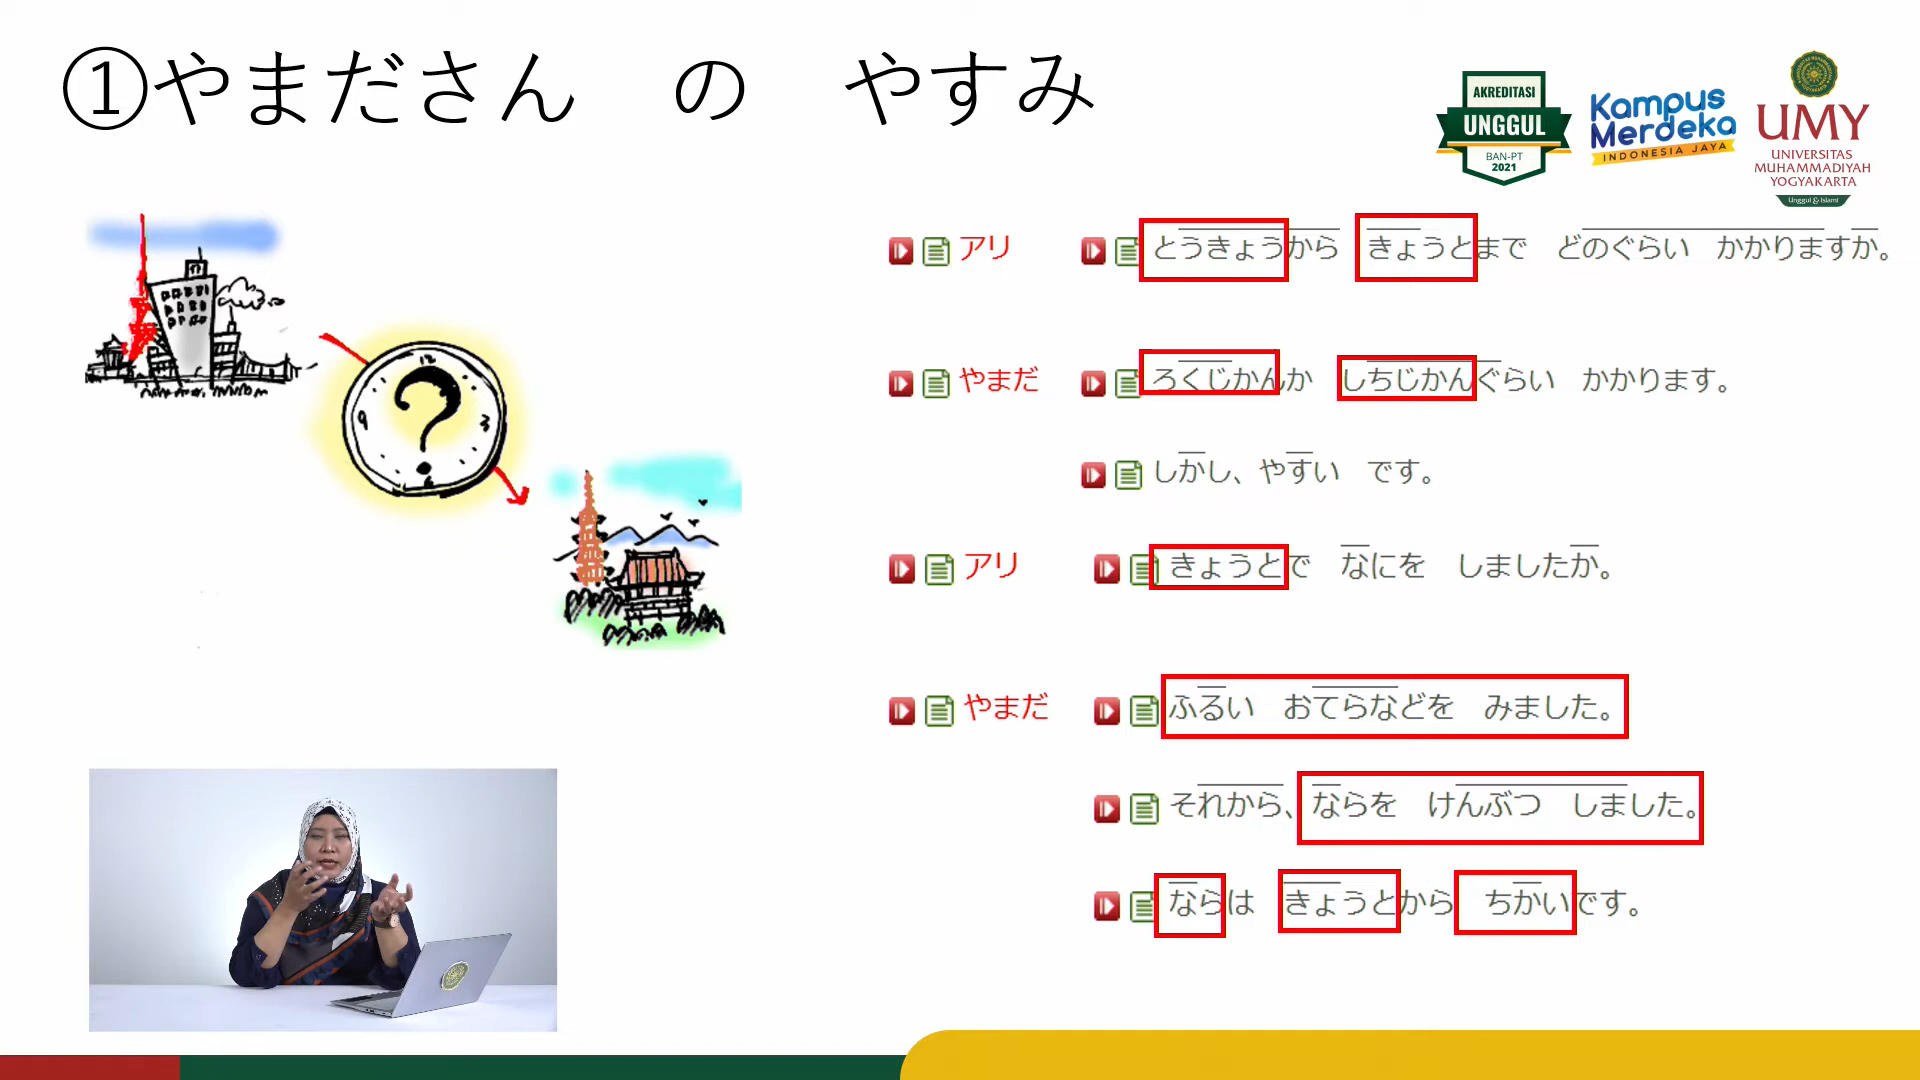 ①やまださん の やすみ
AKREDITASI
UNGGUL
BAN-PT
2021
Kampus
Merdeka
INDONESIA JAYA
UMY
UNIVERSITAS
MUHAMMADIYAH
YOGYAKARTA
Unggul & Islami
アリ とうきょうから きょうとまで どのぐらい かかりますか。
やまだ ろくじかんか しちじかんぐらい かかります。
しかし、やすい です。
アリ きょうとで なにを しましたか。
やまだ ふるい おてらなどを みました。
それから、ならを けんぶつ しました。
ならは きょうとから ちかいです。
12
3
6
9